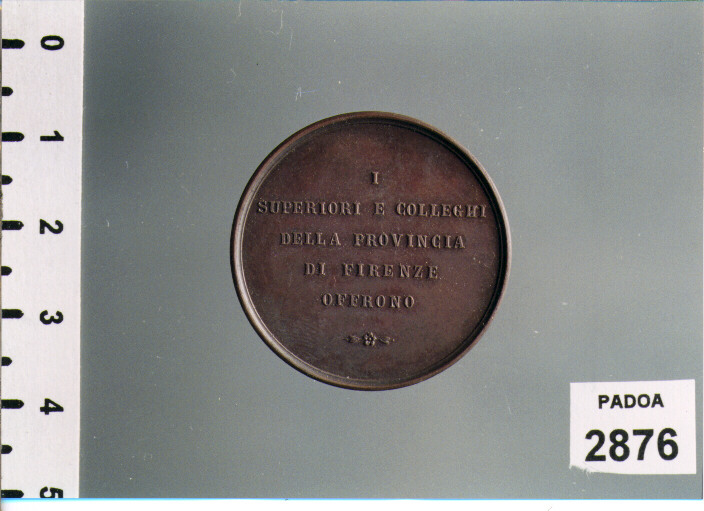 I
SUPERIORI E COLLEGHI
DELLA PROVINCIA
DI FIRENZE
OFFRONO
PADOA
2876
0
1
2
3
4
5